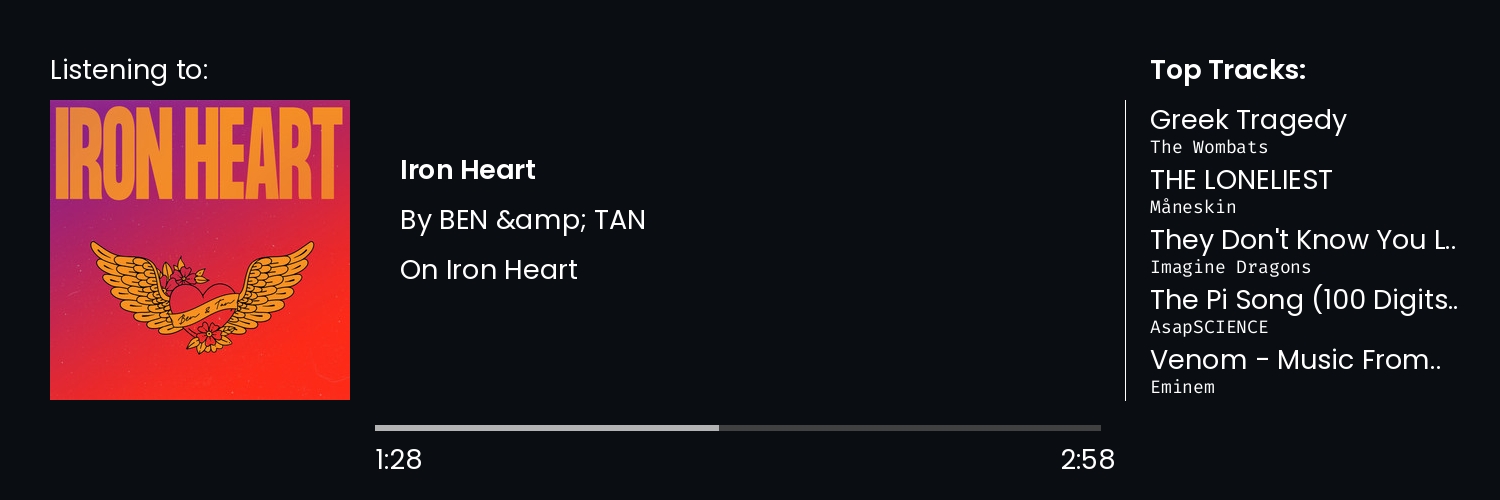 Listening to:
IRON HEART
Ben & Tan
Iron Heart
By BEN &amp; TAN
On Iron Heart
1:28
2:58
Top Tracks:
Greek Tragedy
The Wombats
THE LONELIEST
Måneskin
They Don't Know You L..
Imagine Dragons
The Pi Song (100 Digits..
AsapSCIENCE
Venom - Music From..
Eminem